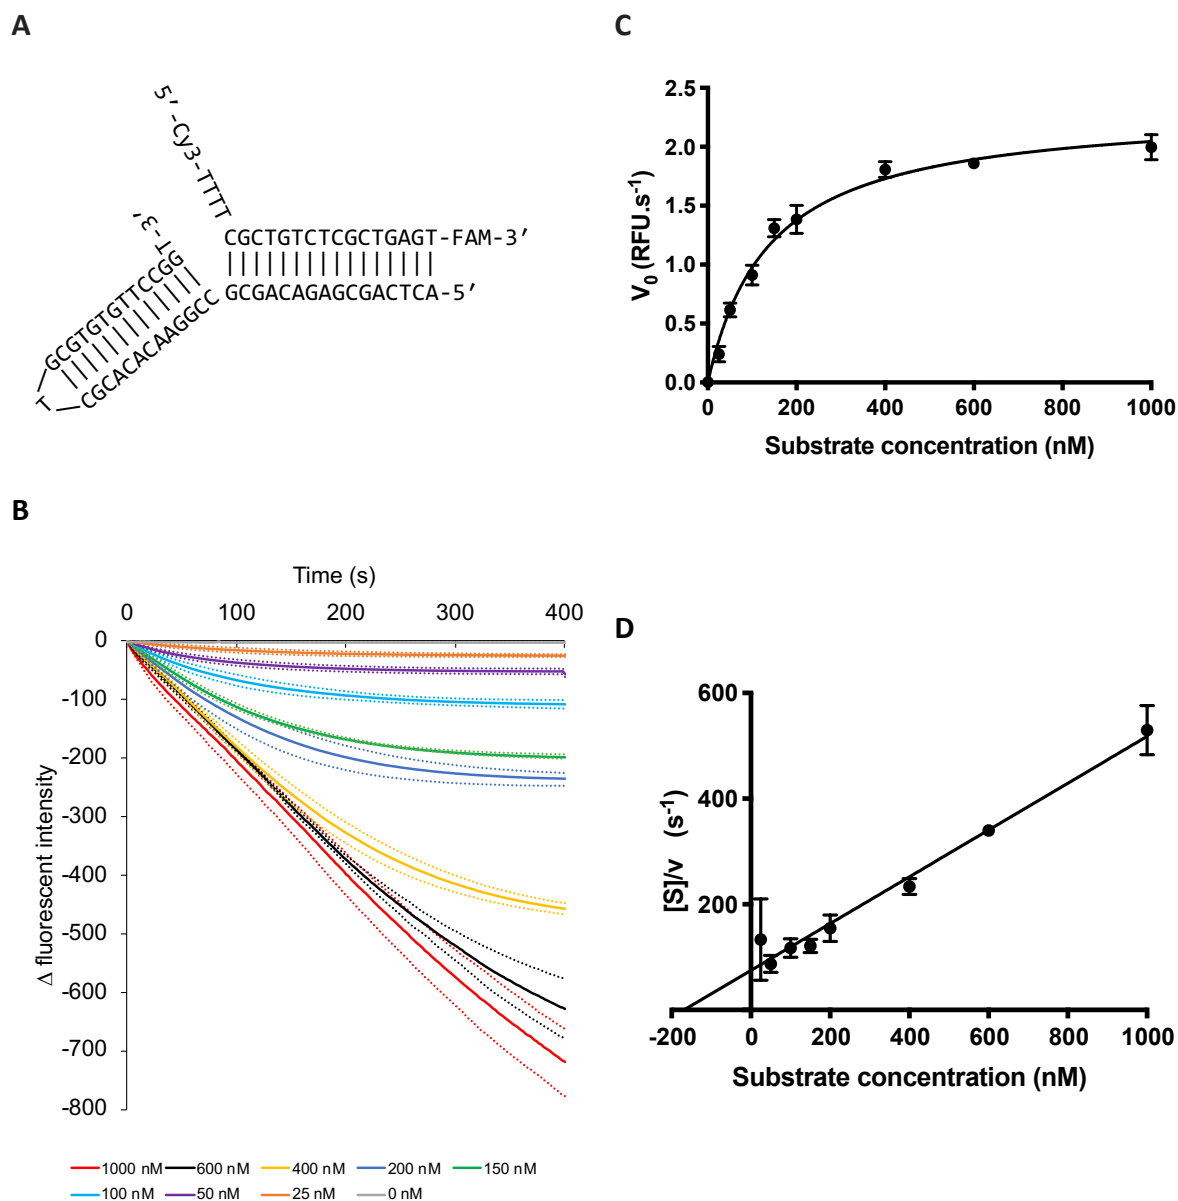 A
5’-Cy3-TTTT
T-3’
CGCTGTCTCGCTGAGT-FAM-3’
GCGACAGAGCGACTCA-5’
GCGTGTGTTCCGG
T
CGCACACAAGGCC
B
Time (s)
0 100 200 300 400
0
-100
-200
-300
-400
-500
-600
-700
-800
Δ fluorescent intensity
1000 nM 600 nM 400 nM 200 nM 150 nM
100 nM 50 nM 25 nM 0 nM
C
2.5
2.0
1.5
1.0
0.5
0.0
V0 (RFU.s-1)
0 200 400 600 800 1000
Substrate concentration (nM)
D
600
400
200
[S]/v (s-1)
-200 0 200 400 600 800 1000
Substrate concentration (nM)